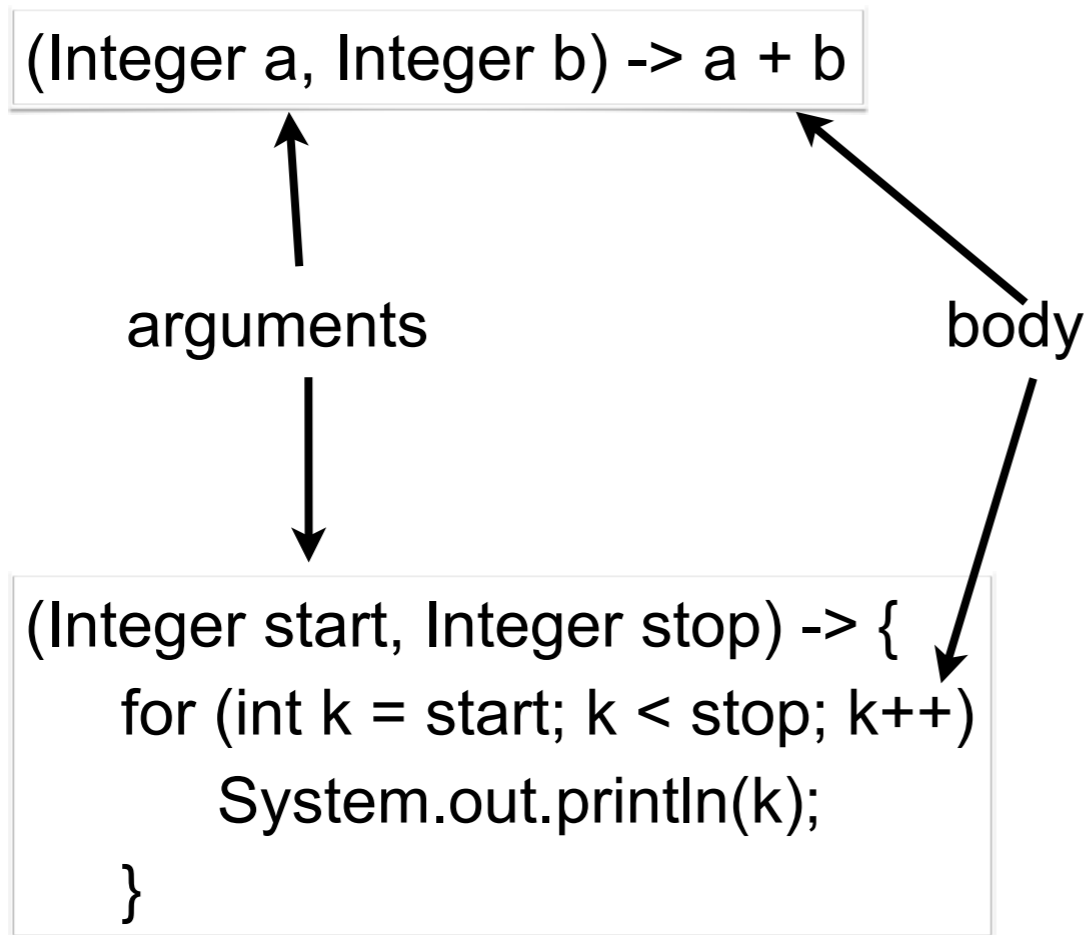 (Integer a, Integer b) -> a + b
arguments
body
(Integer start, Integer stop) -> {
for (int k = start; k < stop; k++)
System.out.println(k);
}